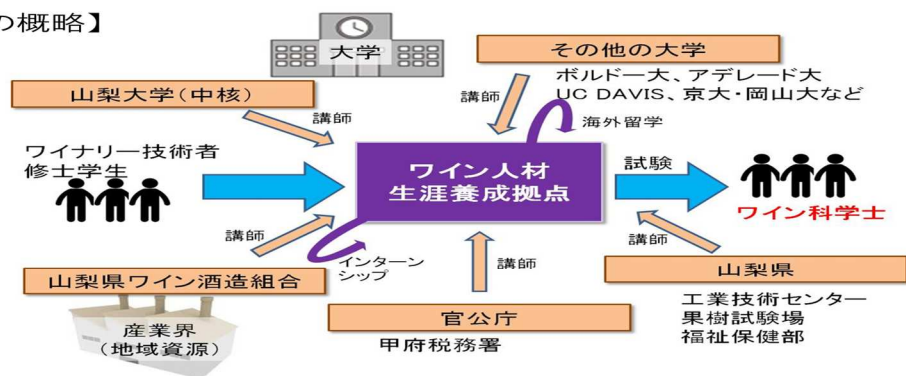 の概略】
大学
その他の大学
ボルドー大、アデレード大
UC DAVIS、京大・岡山大など
山梨大学(中核)
講師
講師
海外留学
ワイナリー技術者
修士学生
ワイン人材
生涯養成拠点
試験
ワイン科学士
講師
インターン
シップ
講師
講師
山梨県ワイン酒造組合
産業界
(地域資源)
官公庁
甲府税務署
山梨県
工業技術センター
果樹試験場
福祉保健部